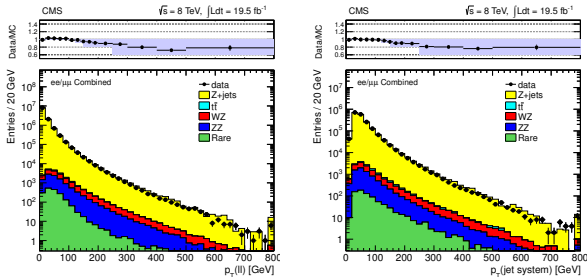 CMS √s = 8 TeV, ∫Ldt = 19.5 fb⁻¹
Data/MC
1.4
1.2
1
0.8
0.6
Entries / 20 GeV
ee/μμ Combined
data
Z+jets
tt̄
WZ
ZZ
Rare
10⁸
10⁷
10⁶
10⁵
10⁴
10³
10²
10
1
0 100 200 300 400 500 600 700 800
p_T(ll) [GeV]
CMS √s = 8 TeV, ∫Ldt = 19.5 fb⁻¹
Data/MC
1.4
1.2
1
0.8
0.6
Entries / 20 GeV
ee/μμ Combined
data
Z+jets
tt̄
WZ
ZZ
Rare
10⁷
10⁶
10⁵
10⁴
10³
10²
10
1
0 100 200 300 400 500 600 700 800
p_T(jet system) [GeV]